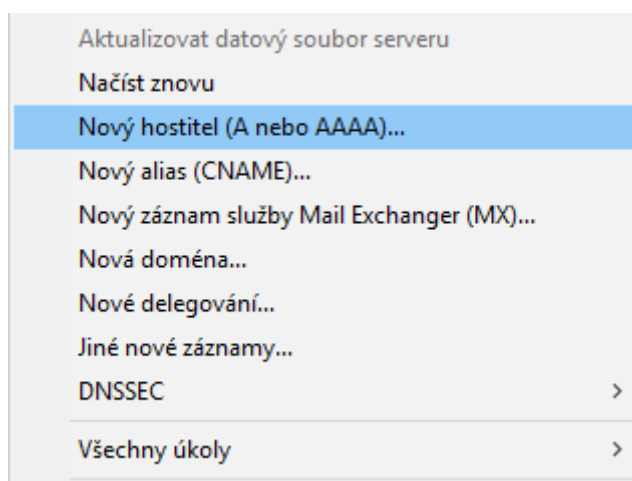 Aktualizovat datový soubor serveru
Načíst znovu
Nový hostitel (A nebo AAAA)...
Nový alias (CNAME)...
Nový záznam služby Mail Exchanger (MX)...
Nová doména...
Nové delegování...
Jiné nové záznamy...
DNSSEC
Všechny úkoly